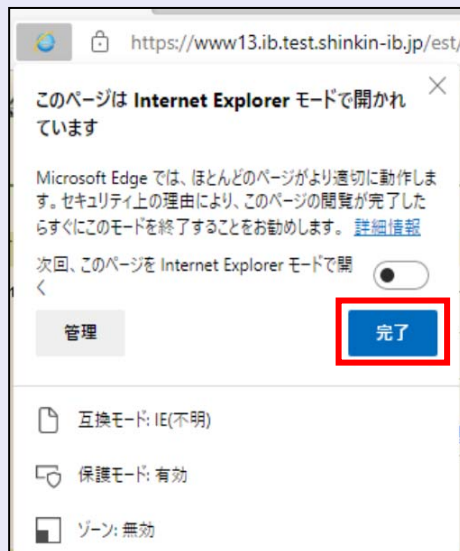 https://www13.ib.test.shinkin-ib.jp/est/
このページは Internet Explorer モードで開かれ
ています
Microsoft Edge では、ほとんどのページがより適切に動作しま
す。セキュリティ上の理由により、このページの閲覧が完了した
らすぐにこのモードを終了することをお勧めします。 詳細情報
次回、このページを Internet Explorer モードで開
く
管理
完了
互換モード: IE(不明)
保護モード: 有効
ゾーン: 無効